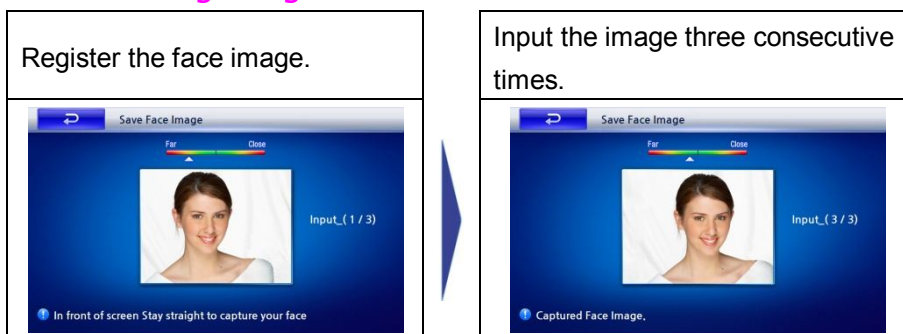 Register the face image.
Save Face Image
Far Close
Input_( 1 / 3)
In front of screen Stay straight to capture your face
Input the image three consecutive
times.
Save Face Image
Far Close
Input_( 3 / 3)
Captured Face Image,